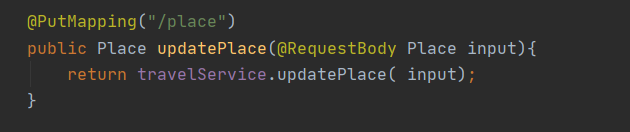 @PutMapping("/place")
public Place updatePlace(@RequestBody Place input){
    return travelService.updatePlace( input);
}